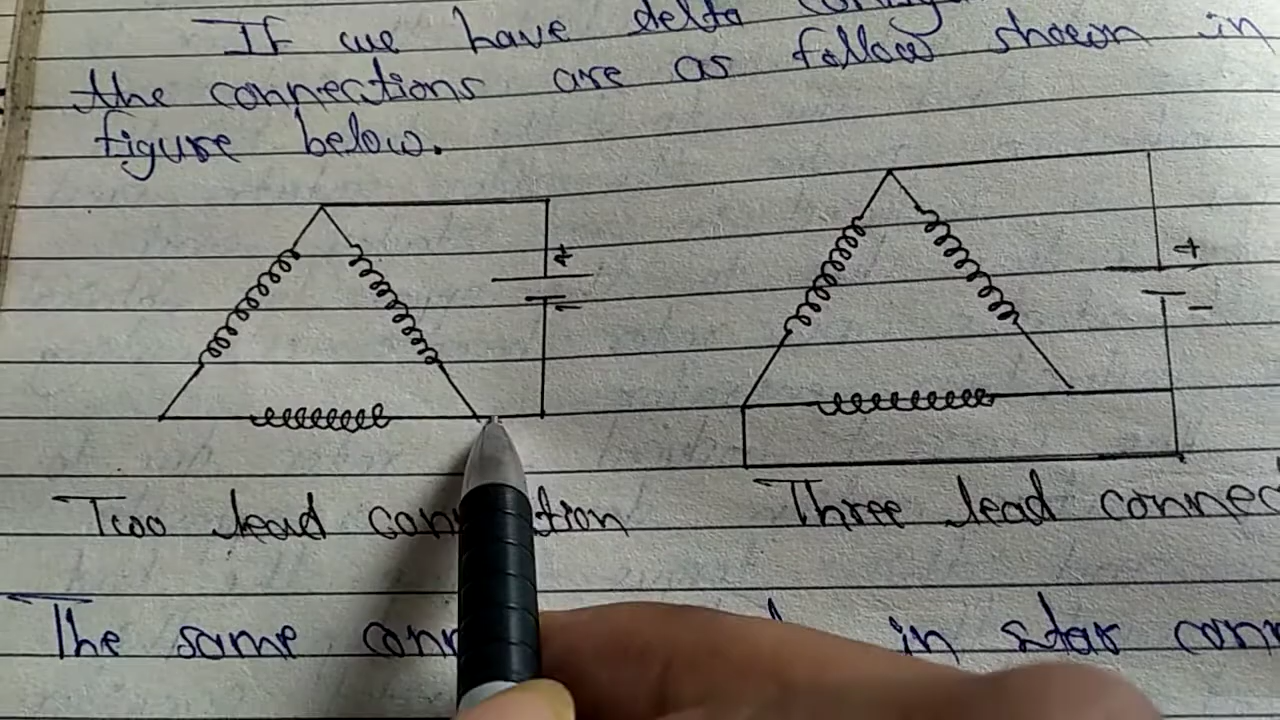 If we have delta
the connections are as follow shown in
figure below.
+
-
+
-
Two lead
Three lead
The same in star